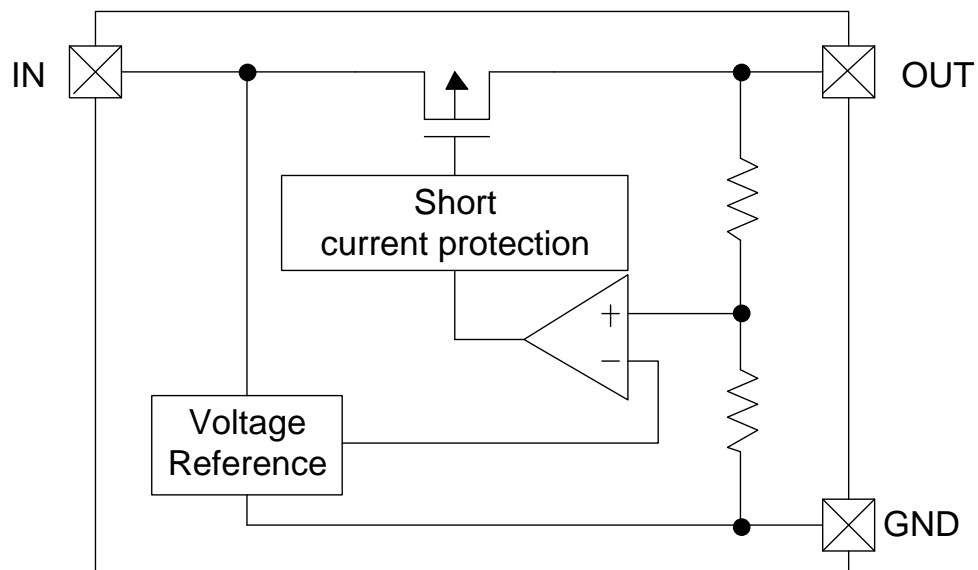 IN
OUT
Short
current protection
+
−
Voltage
Reference
GND